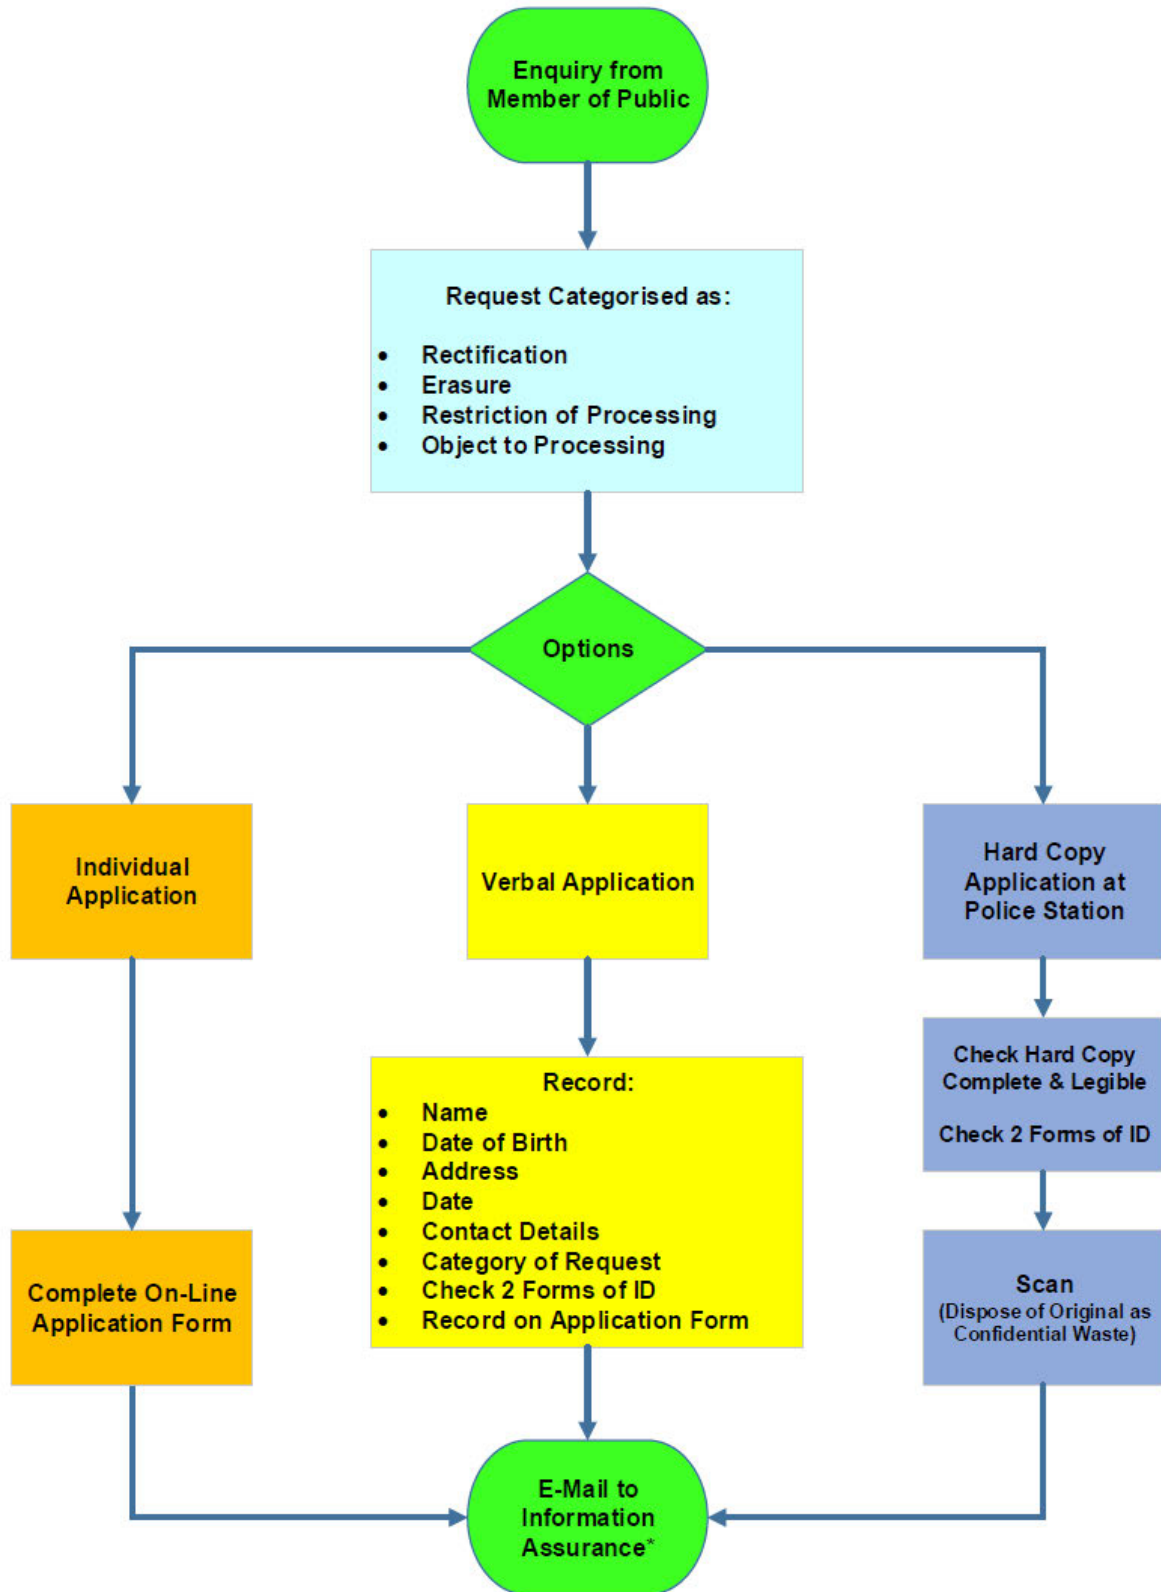 Enquiry from
Member of Public
Request Categorised as:
• Rectification
• Erasure
• Restriction of Processing
• Object to Processing
Options
Individual
Application
Verbal Application
Hard Copy
Application at
Police Station
Check Hard Copy
Complete & Legible
Check 2 Forms of ID
Record:
• Name
• Date of Birth
• Address
• Date
• Contact Details
• Category of Request
• Check 2 Forms of ID
• Record on Application Form
Complete On-Line
Application Form
Scan
(Dispose of Original as
Confidential Waste)
E-Mail to
Information
Assurance*